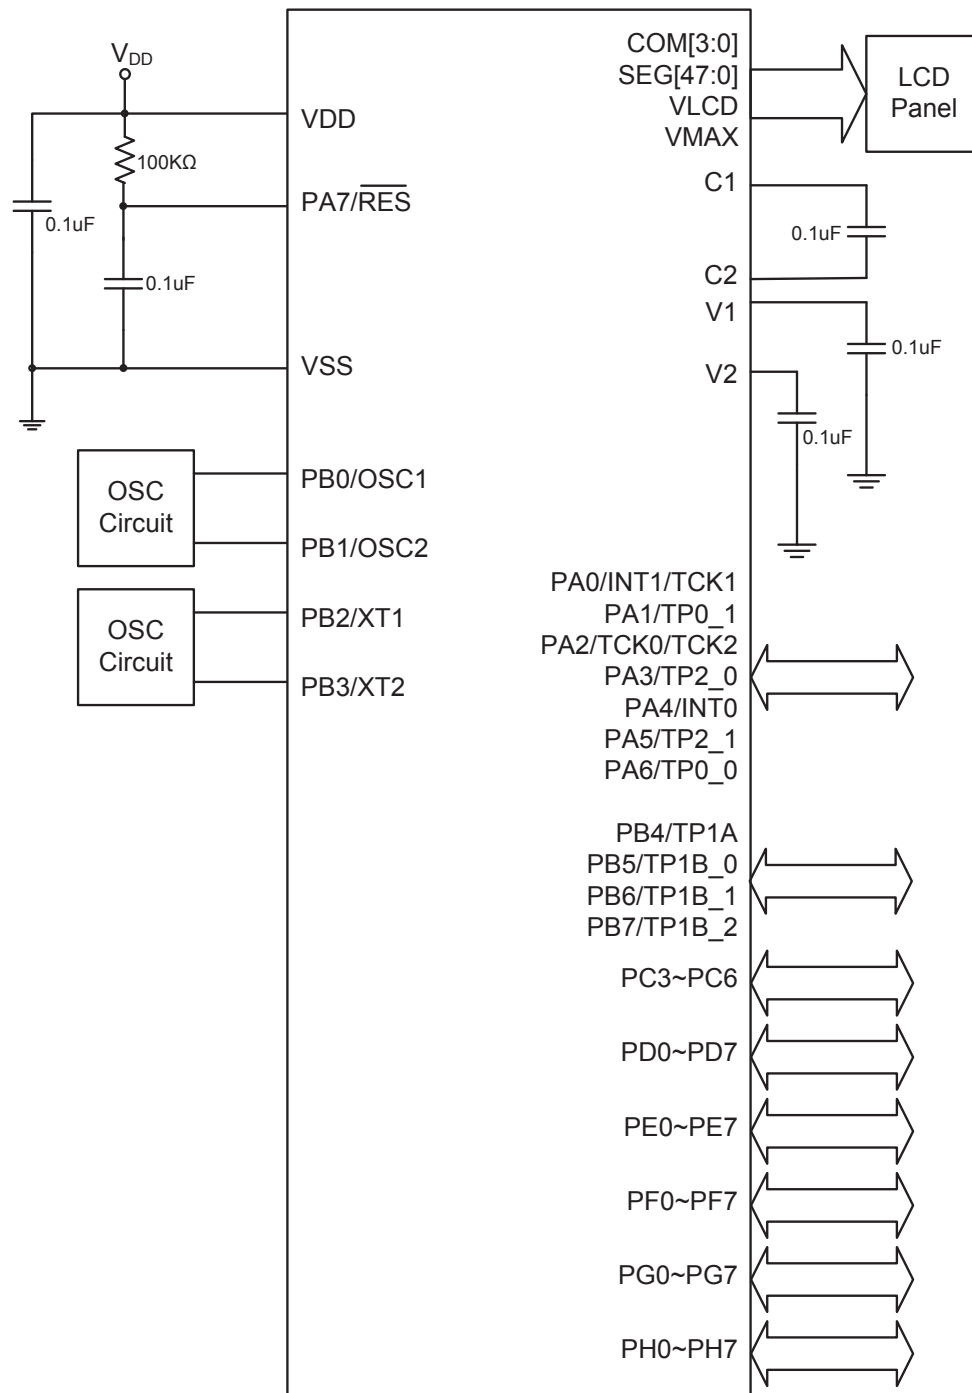 VDD
100KΩ
0.1uF
0.1uF
VDD
PA7/RES
VSS
OSC
Circuit
PB0/OSC1
PB1/OSC2
OSC
Circuit
PB2/XT1
PB3/XT2
COM[3:0]
SEG[47:0]
VLCD
VMAX
LCD
Panel
C1
0.1uF
C2
V1
0.1uF
V2
0.1uF
PA0/INT1/TCK1
PA1/TP0_1
PA2/TCK0/TCK2
PA3/TP2_0
PA4/INT0
PA5/TP2_1
PA6/TP0_0
PB4/TP1A
PB5/TP1B_0
PB6/TP1B_1
PB7/TP1B_2
PC3~PC6
PD0~PD7
PE0~PE7
PF0~PF7
PG0~PG7
PH0~PH7